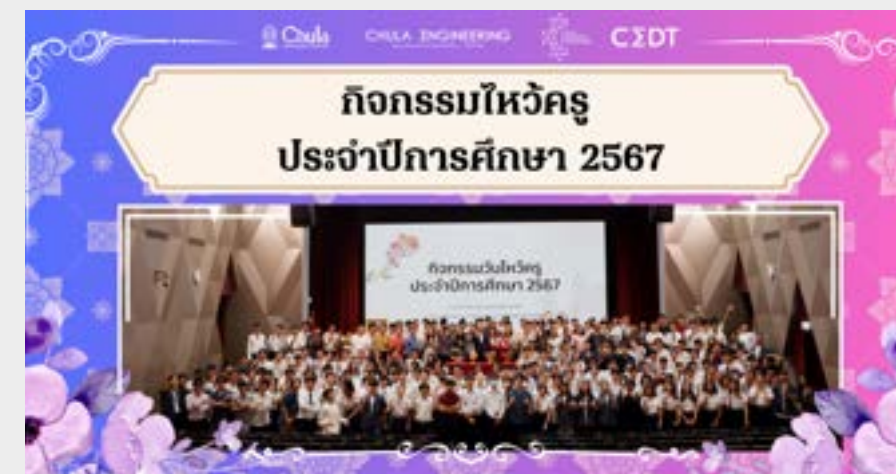 Chula
CHULA ENGINEERING
CΣDT
กิจกรรมไหว้ครู
ประจำปีการศึกษา 2567
กิจกรรมวันไหว้ครู
ประจำปีการศึกษา 2567